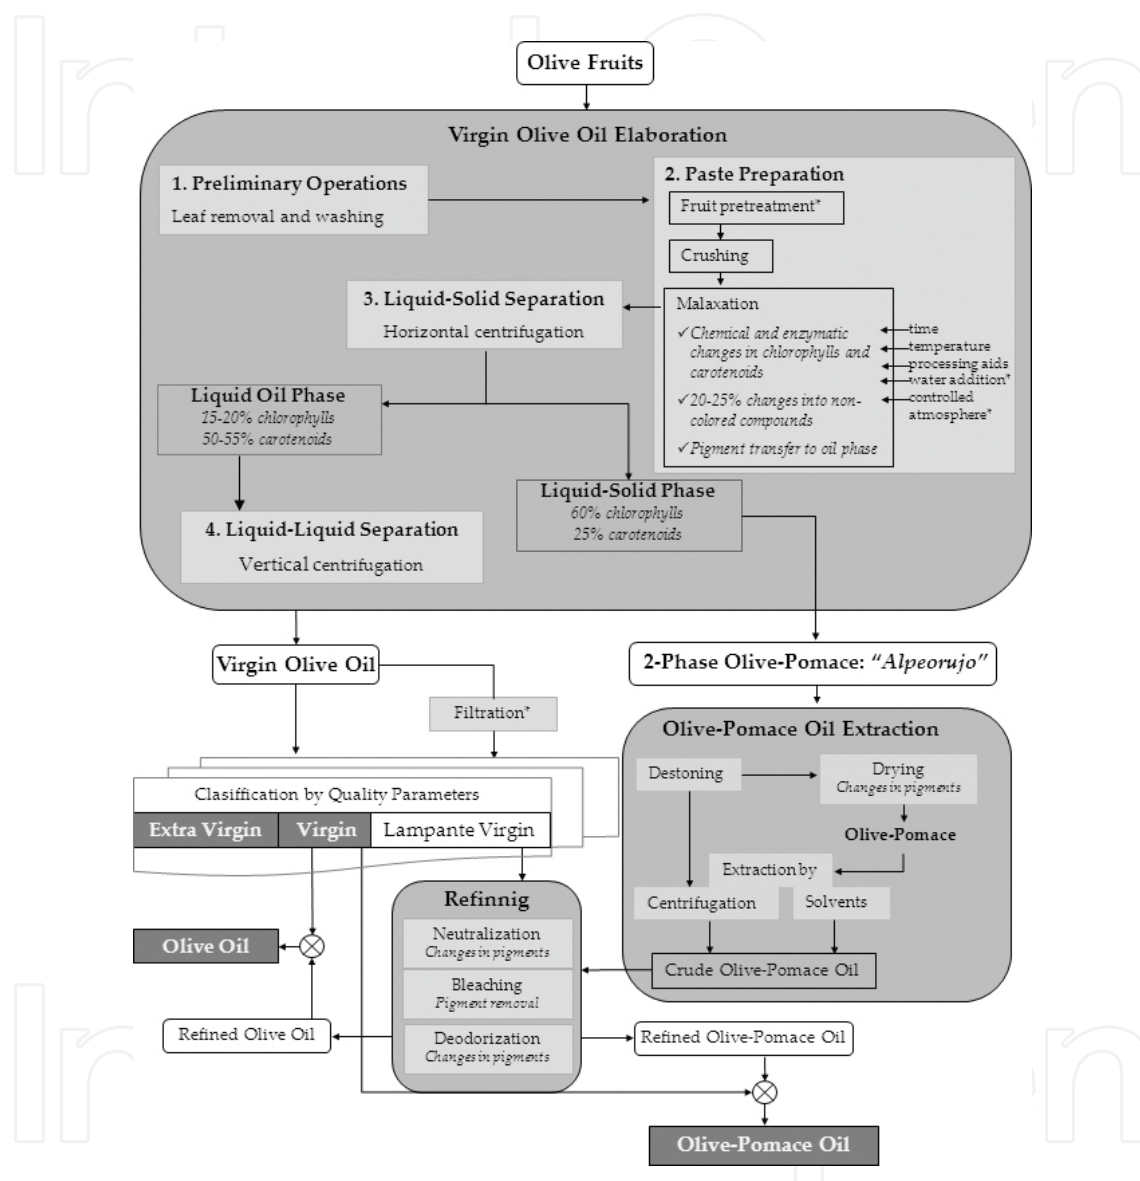 Olive Fruits
Virgin Olive Oil Elaboration
1. Preliminary Operations
Leaf removal and washing
2. Paste Preparation
Fruit pretreatment*
Crushing
Malaxation
✓Chemical and enzymatic
changes in chlorophylls and
carotenoids
✓20-25% changes into non-
colored compounds
✓Pigment transfer to oil phase
time
temperature
processing aids
water addition*
controlled
atmosphere*
3. Liquid-Solid Separation
Horizontal centrifugation
Liquid Oil Phase
15-20% chlorophylls
50-55% carotenoids
Liquid-Solid Phase
60% chlorophylls
25% carotenoids
4. Liquid-Liquid Separation
Vertical centrifugation
Virgin Olive Oil
2-Phase Olive-Pomace: “Alpeorujo”
Filtration*
Clasiffication by Quality Parameters
Extra Virgin
Virgin
Lampante Virgin
Olive-Pomace Oil Extraction
Destoning
Drying
Changes in pigments
Olive-Pomace
Extraction by
Centrifugation
Solvents
Crude Olive-Pomace Oil
Refinnig
Neutralization
Changes in pigments
Bleaching
Pigment removal
Deodorization
Changes in pigments
Olive Oil
Refined Olive Oil
Refined Olive-Pomace Oil
Olive-Pomace Oil